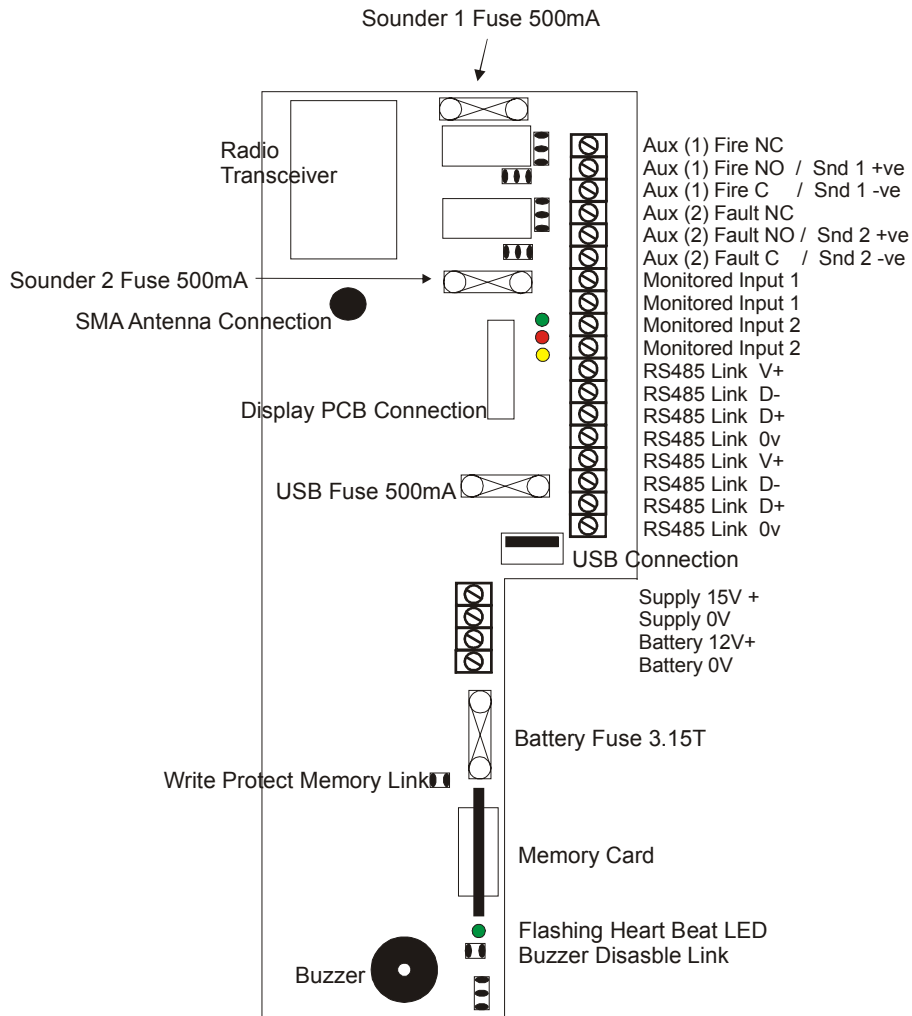 Sounder 1 Fuse 500mA
Radio
Transceiver
Aux (1) Fire NC
Aux (1) Fire NO / Snd 1 +ve
Aux (1) Fire C / Snd 1 -ve
Aux (2) Fault NC
Aux (2) Fault NO / Snd 2 +ve
Aux (2) Fault C / Snd 2 -ve
Sounder 2 Fuse 500mA
Monitored Input 1
Monitored Input 1
SMA Antenna Connection
Monitored Input 2
Monitored Input 2
RS485 Link V+
RS485 Link D-
Display PCB Connection
RS485 Link D+
RS485 Link 0v
RS485 Link V+
RS485 Link D-
USB Fuse 500mA
RS485 Link D+
RS485 Link 0v
USB Connection
Supply 15V +
Supply 0V
Battery 12V+
Battery 0V
Battery Fuse 3.15T
Write Protect Memory Link
Memory Card
Flashing Heart Beat LED
Buzzer Disasble Link
Buzzer